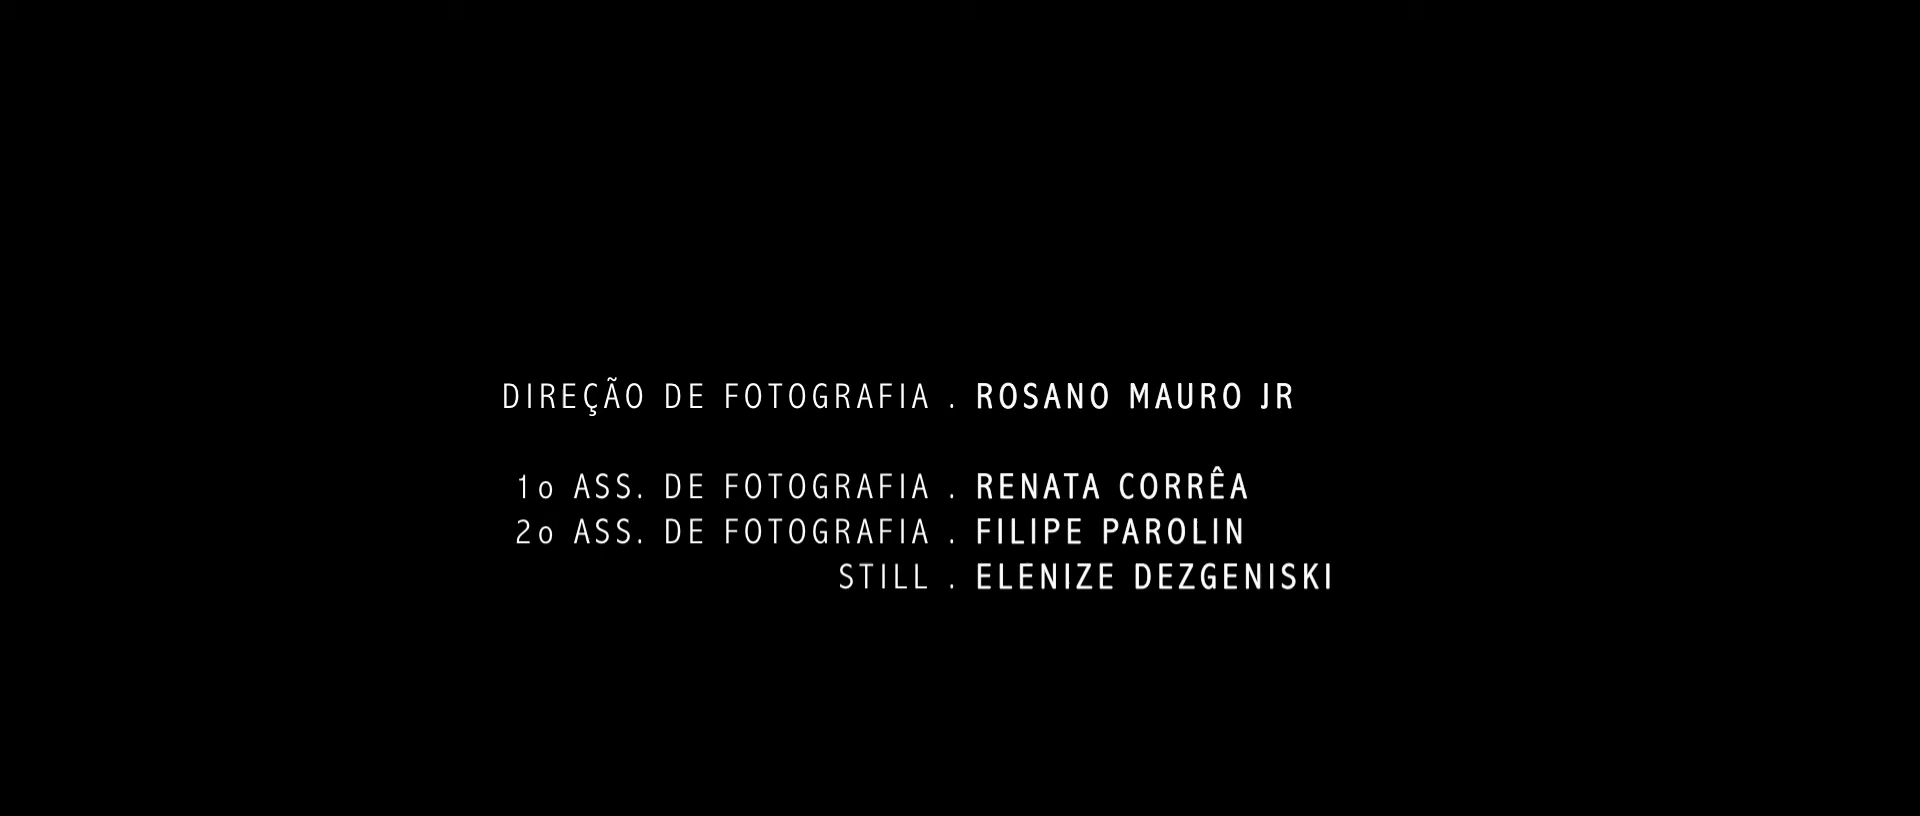 DIREÇÃO DE FOTOGRAFIA . ROSANO MAURO JR
1o ASS. DE FOTOGRAFIA . RENATA CORRÊA
2o ASS. DE FOTOGRAFIA . FILIPE PAROLIN
STILL . ELENIZE DEZGENISKI